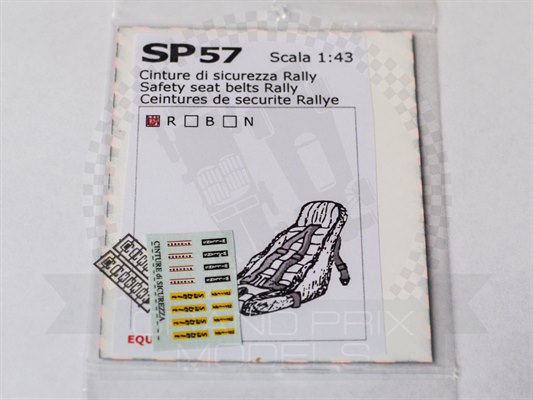 SP57 Scala 1:43
Cinture di sicurezza Rally
Safety seat belts Rally
Ceintures de securite Rallye
R B N
CINTURE di SICUREZZA
EQU
PRIX
MODELS